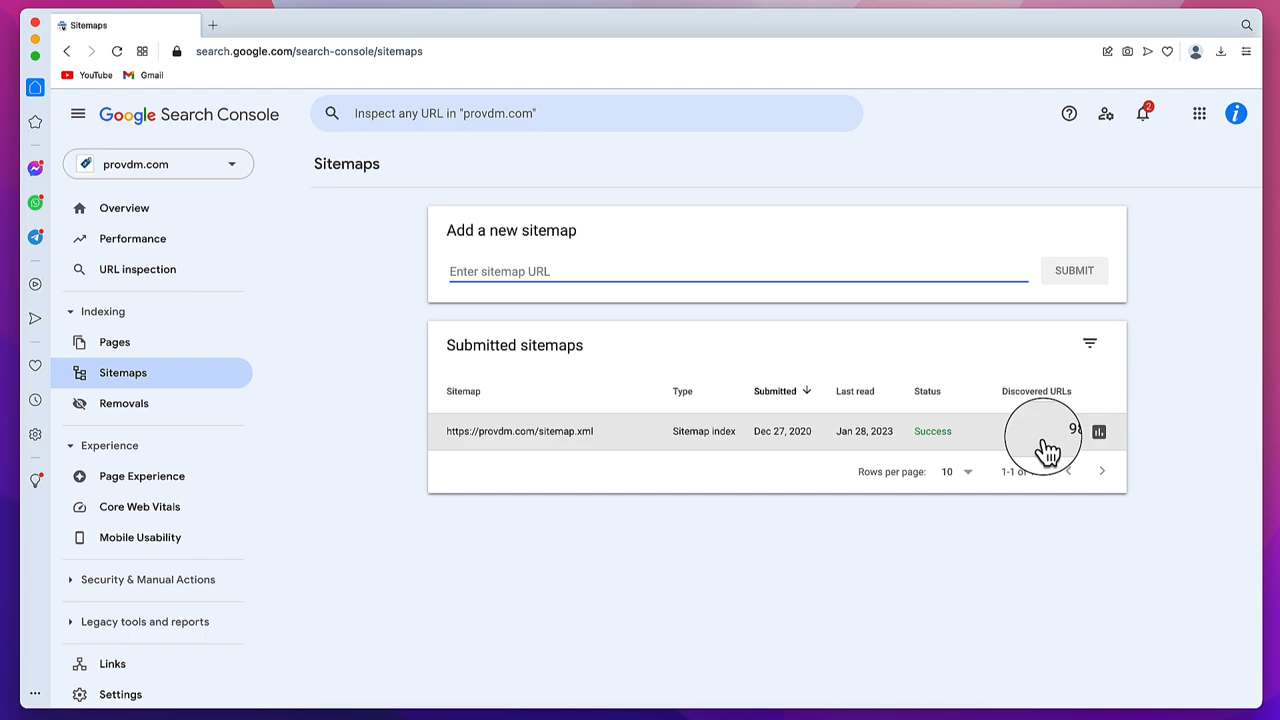 Sitemaps
search.google.com/search-console/sitemaps
YouTube
Gmail
Google Search Console
Inspect any URL in "provdm.com"
2
i
provdm.com
Sitemaps
Overview
Performance
URL inspection
Indexing
Pages
Sitemaps
Removals
Experience
Page Experience
Core Web Vitals
Mobile Usability
Security & Manual Actions
Legacy tools and reports
Links
Settings
Add a new sitemap
Enter sitemap URL
SUBMIT
Submitted sitemaps
Sitemap Type Submitted Last read Status Discovered URLs
https://provdm.com/sitemap.xml Sitemap index Dec 27, 2020 Jan 28, 2023 Success
Rows per page: 10 1-1 of